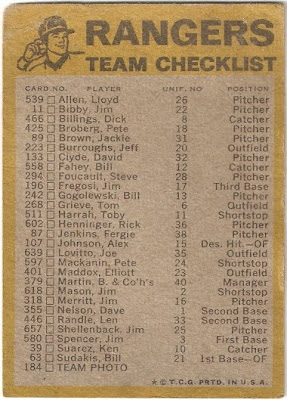 RANGERS
TEAM CHECKLIST
CARD NO. PLAYER UNIF. NO POSITION
539 Allen, Lloyd 26 Pitcher
11 Bibby, Jim 22 Pitcher
466 Billings, Dick 8 Catcher
425 Broberg, Pete 18 Pitcher
89 Brown, Jackie 31 Pitcher
223 Burroughs, Jeff 20 Outfield
133 Clyde, David 32 Pitcher
558 Fahey, Bill 12 Catcher
294 Foucault, Steve 28 Pitcher
196 Fregosi, Jim 17 Third Base
242 Gogolewski, Bill 13 Pitcher
268 Grieve, Tom 6 Outfield
511 Harrah, Toby 11 Shortstop
602 Henninger, Rick 36 Pitcher
87 Jenkins, Fergie 38 Pitcher
107 Johnson, Alex 15 Des. Hit.—OF
639 Lovitto, Joe 35 Outfield
597 Mackanin, Pete 24 Shortstop
401 Maddox, Elliott 23 Outfield
379 Martin, B. & Co'h's 40 Manager
618 Mason, Jim 2 Shortstop
318 Merritt, Jim Pitcher
355 Nelson, Dave 1 Second Base
446 Randle, Len 33 Second Base
657 Shellenback, Jim 25 Pitcher
580 Spencer, Jim 3 First Base
39 Suarez, Ken 10 Catcher
63 Sudakis, Bill 21 1st Base—OF
184 TEAM PHOTO
* © T.C.G. PRTD. IN U.S.A.